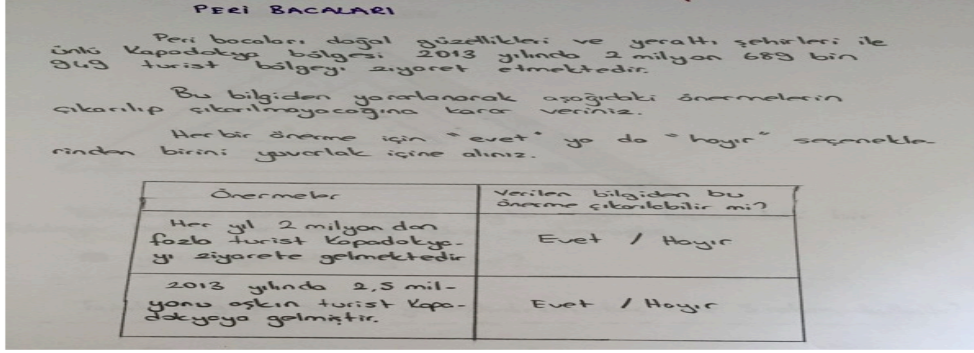 PERİ BACALARI
Peri bacaları doğal güzellikleri ve yeraltı şehirleri ile
ünlü Kapadokya bölgesi 2013 yılında 2 milyon 689 bin
949 turist bölgeyi ziyaret etmektedir.
Bu bilgiden yararlanarak aşağıdaki önermelerin
çıkarılıp çıkarılmayacağına karar veriniz.
Her bir önerme için "evet" ya da "hayır" seçenekle-
rinden birini yuvarlak içine alınız.
Önermeler
Verilen bilgiden bu
önerme çıkarılabilir mi?
Her yıl 2 milyon dan
fazla turist Kapadokya-
yı ziyarete gelmektedir
Evet / Hayır
2013 yılında 2,5 mil-
yonu aşkın turist Kapa-
dokyaya gelmiştir.
Evet / Hayır